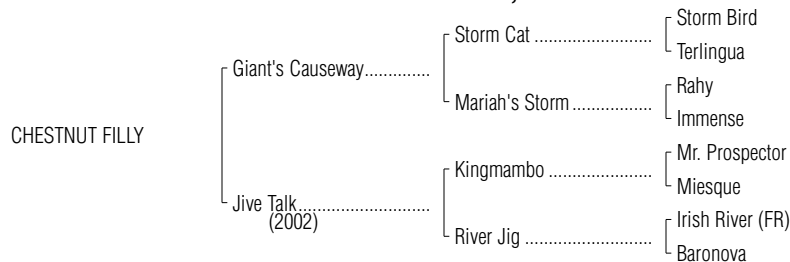 Storm Bird
Storm Cat ....................
Terlingua
Giant's Causeway..............
Rahy
Mariah's Storm .................
Immense
CHESTNUT FILLY
Mr. Prospector
Kingmambo .................
Miesque
Jive Talk............................
(2002)
Irish River (FR)
River Jig ......................
Baronova